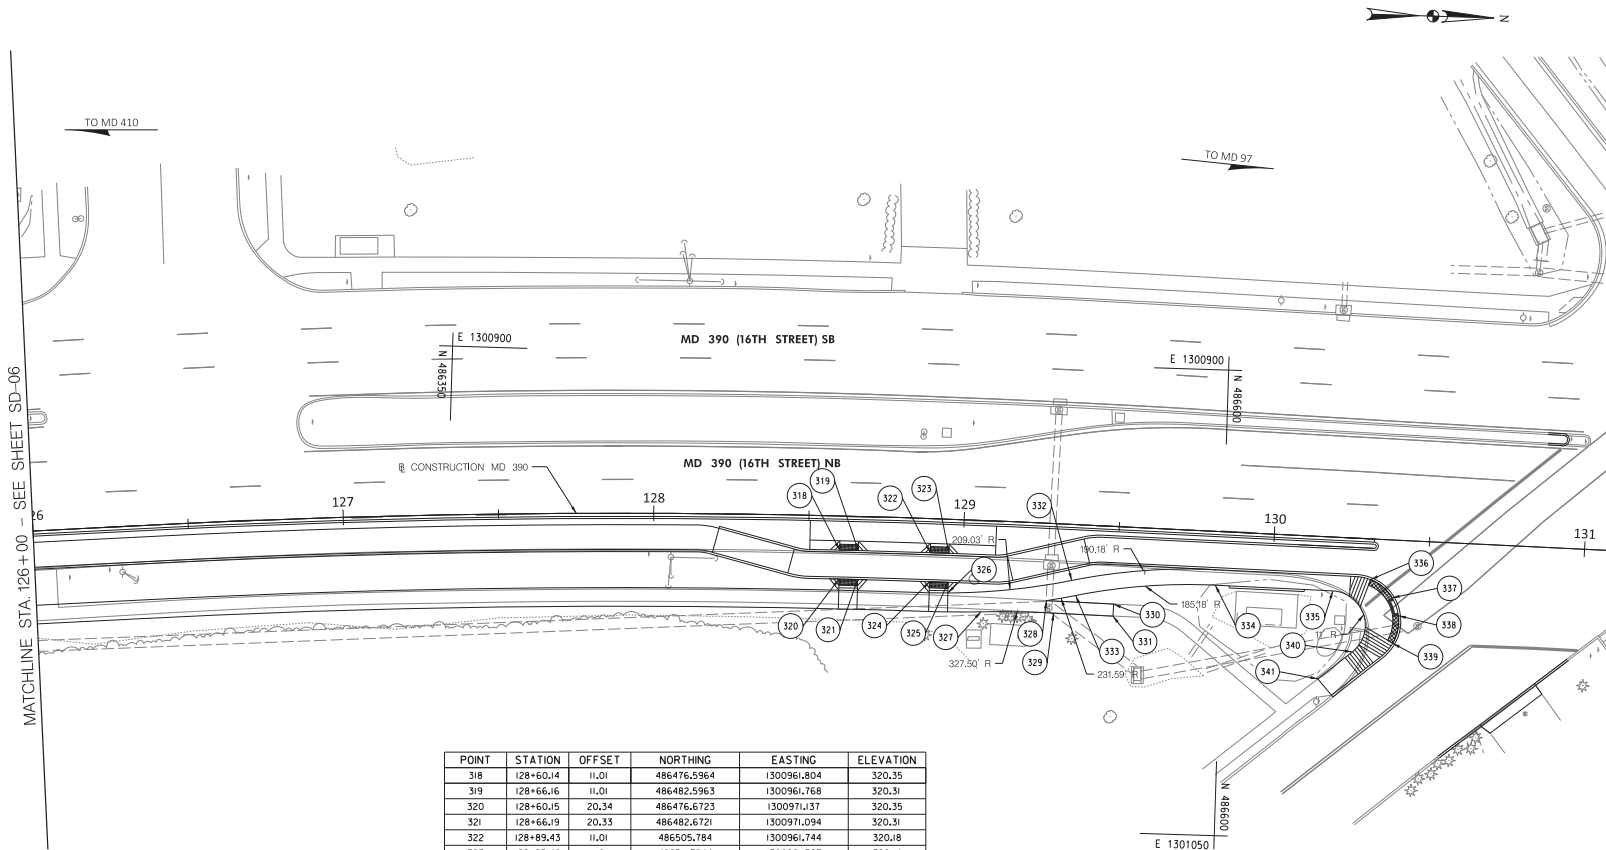 N
TO MD 410
TO MD 97
MATCHLINE STA. 126+00 - SEE SHEET SD-06
E 1300900
N 486350
MD 390 (16TH STREET) SB
E 1300900
N 486600
MD 390 (16TH STREET) NB
℄ CONSTRUCTION MD 390
127
128
129
130
131
318
319
322
323
332
209.03' R
190.18' R
326
336
337
320
321
324
325
327
328
329
330
331
333
185.18' R
334
335
338
339
340
341
327.50' R
231.59' R
POINT STATION OFFSET NORTHING EASTING ELEVATION
318 128+60.14 11.01 486476.5964 1300961.804 320.35
319 128+66.16 11.01 486482.5963 1300961.768 320.31
320 128+60.15 20.34 486476.6723 1300971.137 320.35
321 128+66.19 20.33 486482.6721 1300971.094 320.31
322 128+89.43 11.01 486505.784 1300961.744 320.18
N 486600
E 1301050